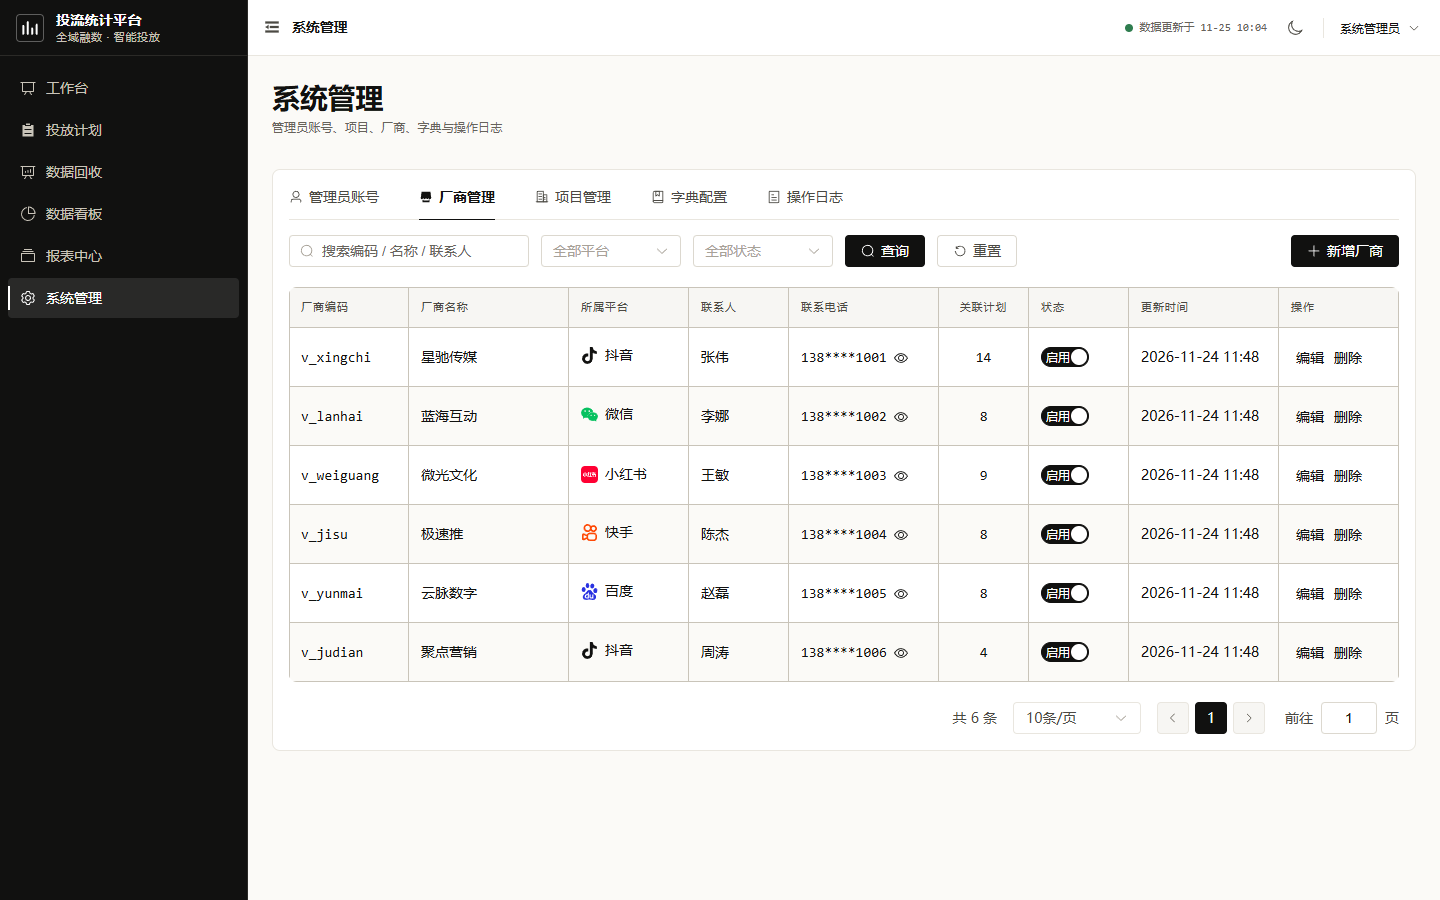 投流统计平台
全域融数 · 智能投放
工作台
投放计划
数据回收
数据看板
报表中心
系统管理
系统管理
数据更新于 11-25 10:04
系统管理员
系统管理
管理员账号、项目、厂商、字典与操作日志
管理员账号 厂商管理 项目管理 字典配置 操作日志
搜索编码 / 名称 / 联系人 全部平台 全部状态 查询 重置 新增厂商
厂商编码 厂商名称 所属平台 联系人 联系电话 关联计划 状态 更新时间 操作
v_xingchi 星驰传媒 抖音 张伟 138****1001 14 启用 2026-11-24 11:48 编辑 删除
v_lanhai 蓝海互动 微信 李娜 138****1002 8 启用 2026-11-24 11:48 编辑 删除
v_weiguang 微光文化 小红书 王敏 138****1003 9 启用 2026-11-24 11:48 编辑 删除
v_jisu 极速推 快手 陈杰 138****1004 8 启用 2026-11-24 11:48 编辑 删除
v_yunmai 云脉数字 百度 赵磊 138****1005 8 启用 2026-11-24 11:48 编辑 删除
v_judian 聚点营销 抖音 周涛 138****1006 4 启用 2026-11-24 11:48 编辑 删除
共 6 条 10条/页 1 前往 1 页